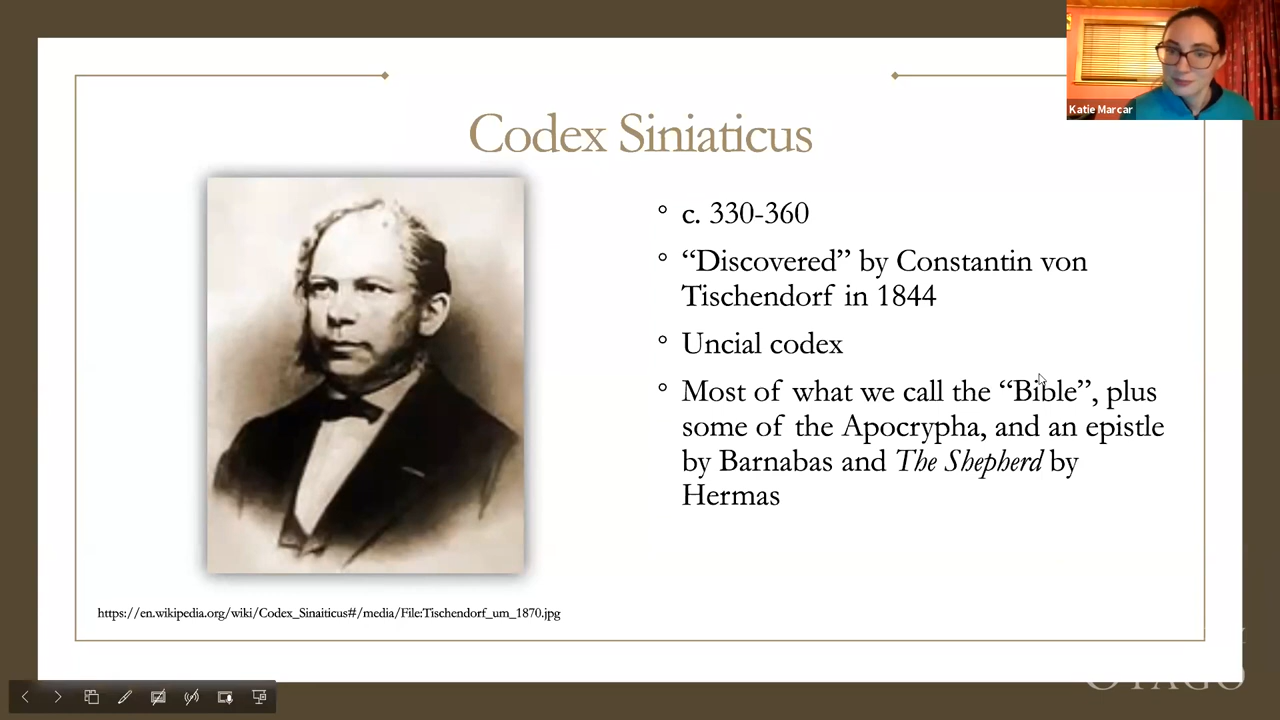 Katie Marcar
Codex Siniaticus
c. 330-360
“Discovered” by Constantin von
Tischendorf in 1844
Uncial codex
Most of what we call the “Bible”, plus
some of the Apocrypha, and an epistle
by Barnabas and The Shepherd by
Hermas
https://en.wikipedia.org/wiki/Codex_Sinaiticus#/media/File:Tischendorf_um_1870.jpg